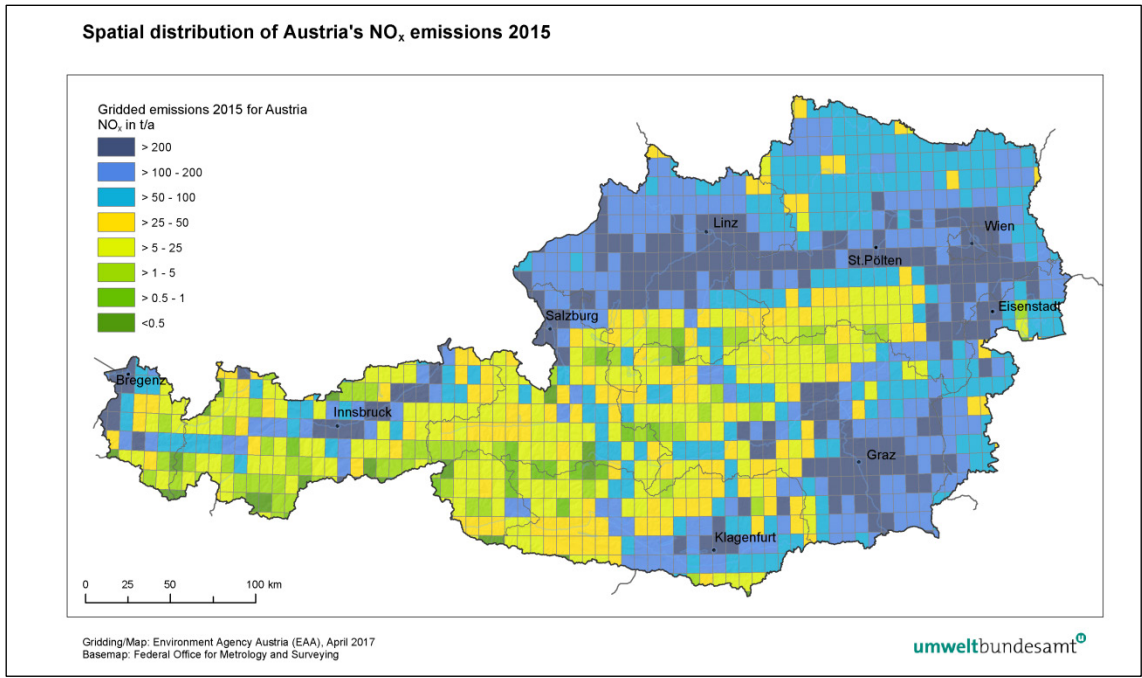 Spatial distribution of Austria's NOx emissions 2015
Gridded emissions 2015 for Austria
NOx in t/a
> 200
> 100 - 200
> 50 - 100
> 25 - 50
> 5 - 25
> 1 - 5
> 0.5 - 1
<0.5
Linz
Wien
St.Pölten
Eisenstadt
Salzburg
Bregenz
Innsbruck
Graz
Klagenfurt
0 25 50 100 km
Gridding/Map: Environment Agency Austria (EAA), April 2017
Basemap: Federal Office for Metrology and Surveying
umweltbundesamt u